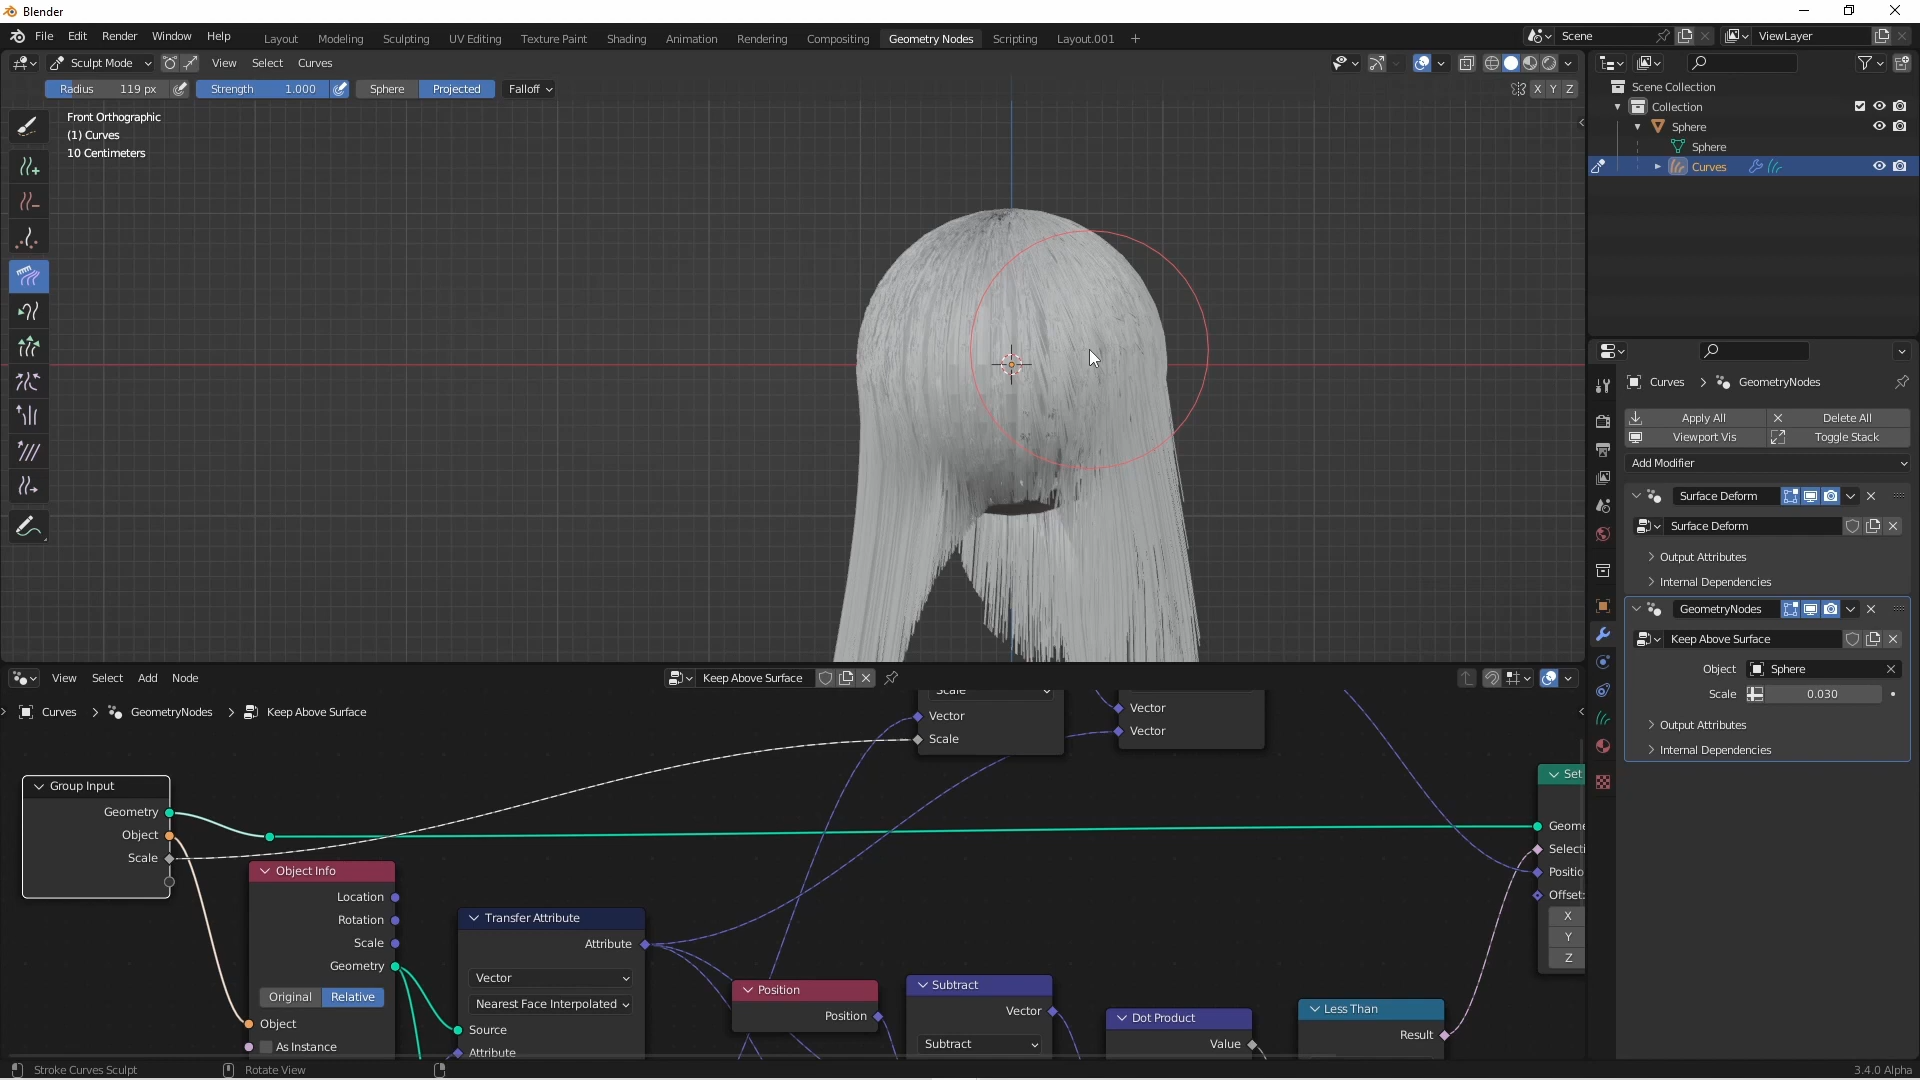 Blender
File Edit Render Window Help
Layout Modeling Sculpting UV Editing Texture Paint Shading Animation Rendering Compositing Geometry Nodes Scripting Layout.001 +
Scene
ViewLayer
Sculpt Mode View Select Curves
Radius 119 px Strength 1.000 Sphere Projected Falloff
X Y Z
Front Orthographic
(1) Curves
10 Centimeters
Scene Collection
Collection
Sphere
Sphere
Curves
Curves GeometryNodes
Apply All Delete All
Viewport Vis Toggle Stack
Add Modifier
Surface Deform
Surface Deform
Output Attributes
Internal Dependencies
GeometryNodes
Keep Above Surface
Object Sphere
Scale 0.030
Output Attributes
Internal Dependencies
View Select Add Node
Keep Above Surface
Curves GeometryNodes Keep Above Surface
Scale
Vector
Scale
Vector
Vector
Group Input
Geometry
Object
Scale
Object Info
Location
Rotation
Scale
Geometry
Original Relative
Object
As Instance
Transfer Attribute
Attribute
Vector
Nearest Face Interpolated
Source
Attribute
Position
Position
Subtract
Vector
Subtract
Dot Product
Value
Less Than
Result
Set
Geome
Selecti
Positio
Offset:
X
Y
Z
Stroke Curves Sculpt
Rotate View
3.4.0 Alpha